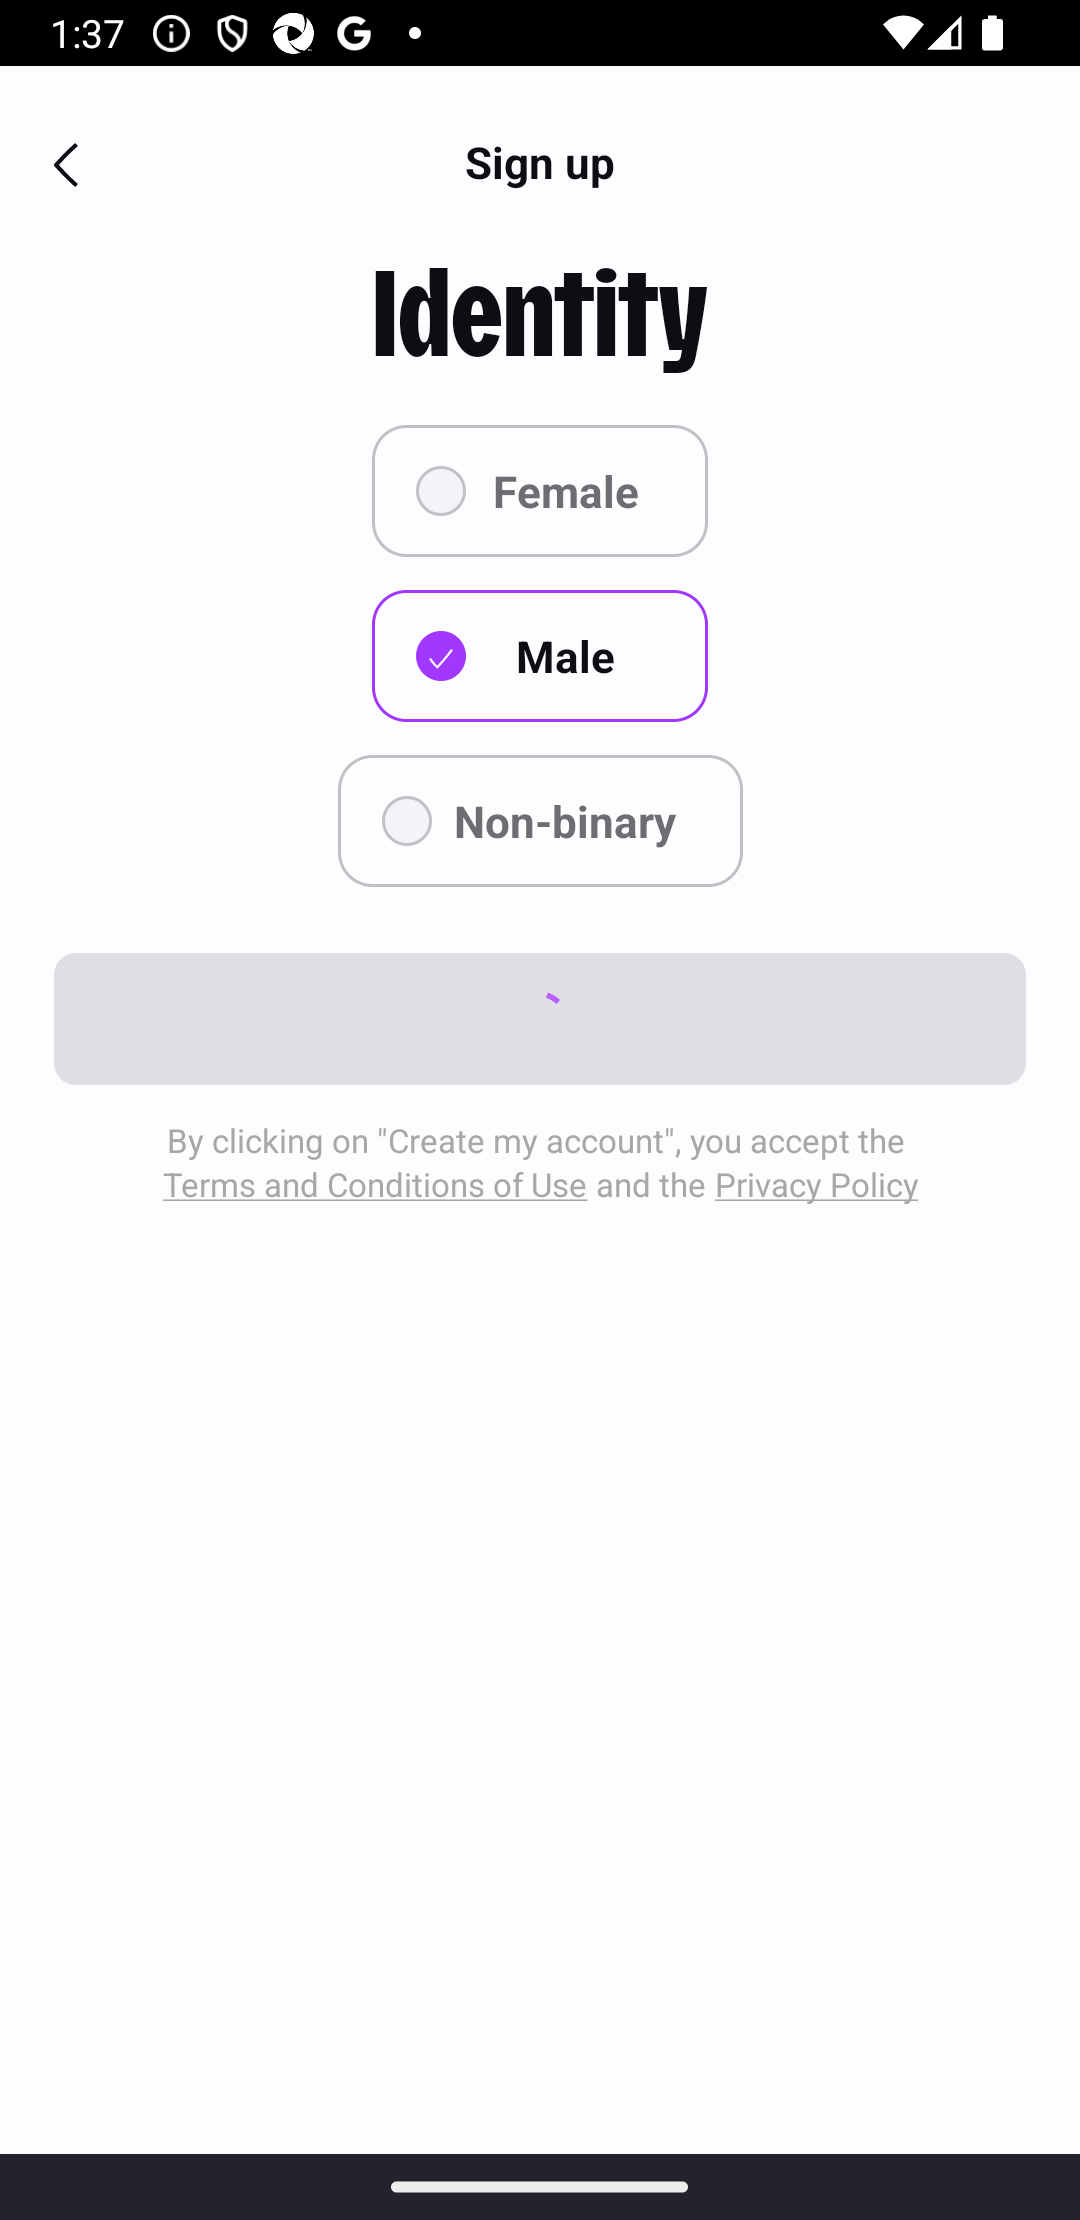 1:37
Sign up
Identity
Female
Male
Non-binary
By clicking on "Create my account", you accept the
Terms and Conditions of Use and the Privacy Policy